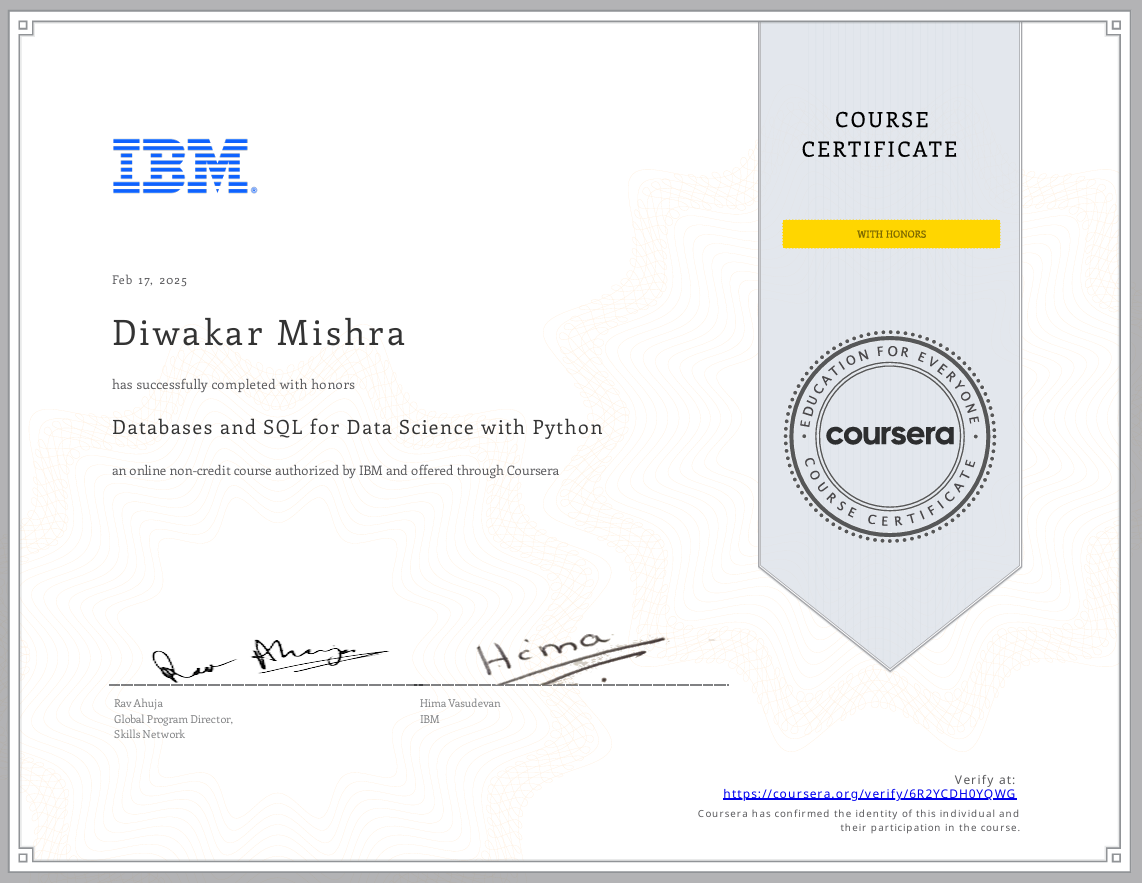 IBM®
Feb 17, 2025
Diwakar Mishra
has successfully completed with honors
Databases and SQL for Data Science with Python
an online non-credit course authorized by IBM and offered through Coursera
COURSE
CERTIFICATE
WITH HONORS
• EDUCATION FOR EVERYONE •
coursera
COURSE CERTIFICATE
Rav Ahuja
Hima
Rav Ahuja
Global Program Director,
Skills Network
Hima Vasudevan
IBM
Verify at:
https://coursera.org/verify/6R2YCDH0YQWG
Coursera has confirmed the identity of this individual and
their participation in the course.